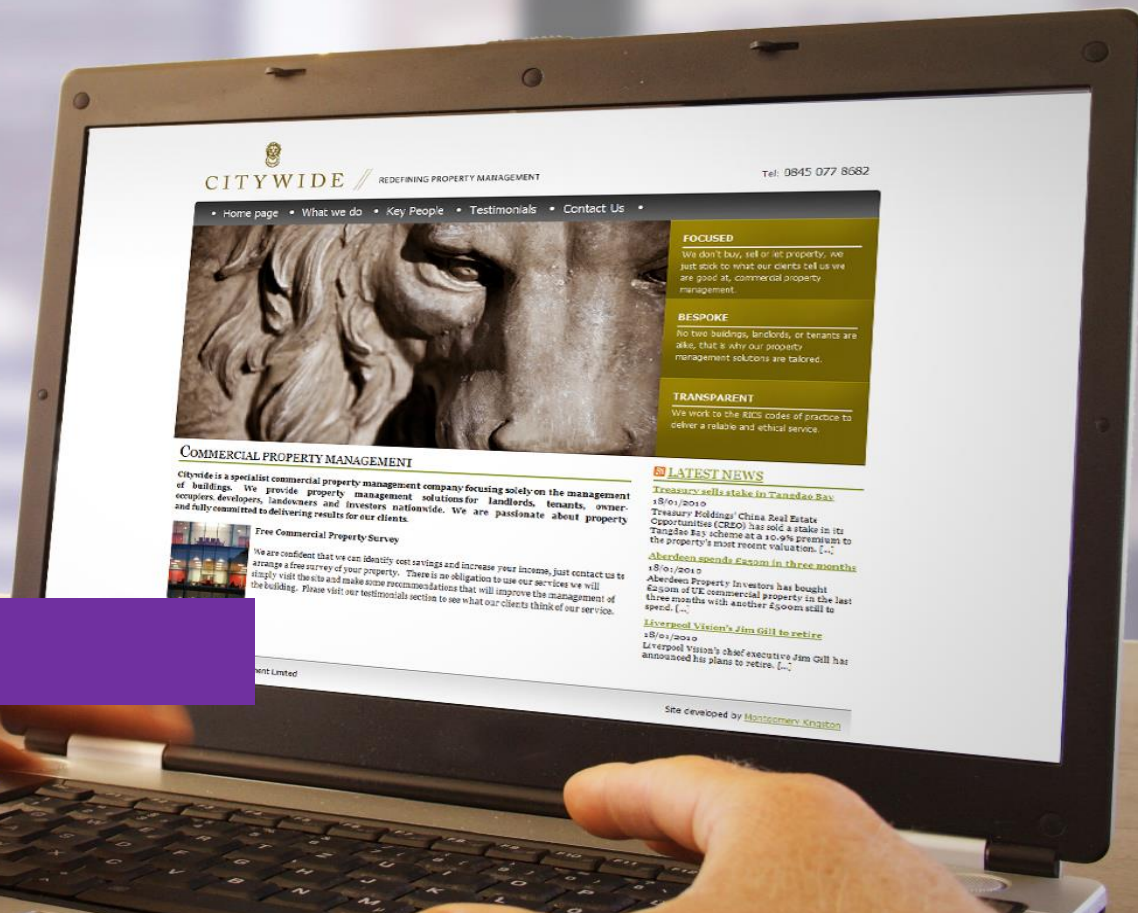 CITYWIDE // REDEFINING PROPERTY MANAGEMENT
Tel: 0845 077 8682
• Home page • What we do • Key People • Testimonials • Contact Us •
FOCUSED
We don't buy, sell or let property, we
just stick to what our clients tell us we
are good at, commercial property
management.
BESPOKE
No two buildings, landlords, or tenants are
alike, that is why our property
management solutions are tailored.
TRANSPARENT
We work to the RICS codes of practice to
deliver a reliable and ethical service.
COMMERCIAL PROPERTY MANAGEMENT
Citywide is a specialist commercial property management company focusing solely on the management
of buildings. We provide property management solutions for landlords, tenants, owner-
occupiers, developers, landowners and investors nationwide. We are passionate about property
and fully committed to delivering results for our clients.
Free Commercial Property Survey
We are confident that we can identify cost savings and increase your income, just contact us to
arrange a free survey of your property. There is no obligation to use our services we will
simply visit the site and make some recommendations that will improve the management of
the building. Please visit our testimonials section to see what our clients think of our service.
LATEST NEWS
Treasury sells stake in Tangdao Bay
18/01/2010
Treasury Holdings' China Real Estate
Opportunities (CREO) has sold a stake in its
Tangdao Bay scheme at a 10.9% premium to
the property's most recent valuation. [...]
Aberdeen spends £250m in three months
18/01/2010
Aberdeen Property Investors has bought
£250m of UK commercial property in the last
three months with another £500m still to
spend. [...]
Liverpool Vision's Jim Gill to retire
18/01/2010
Liverpool Vision's chief executive Jim Gill has
announced his plans to retire. [...]
Limited
Site developed by Montgomery Kingston